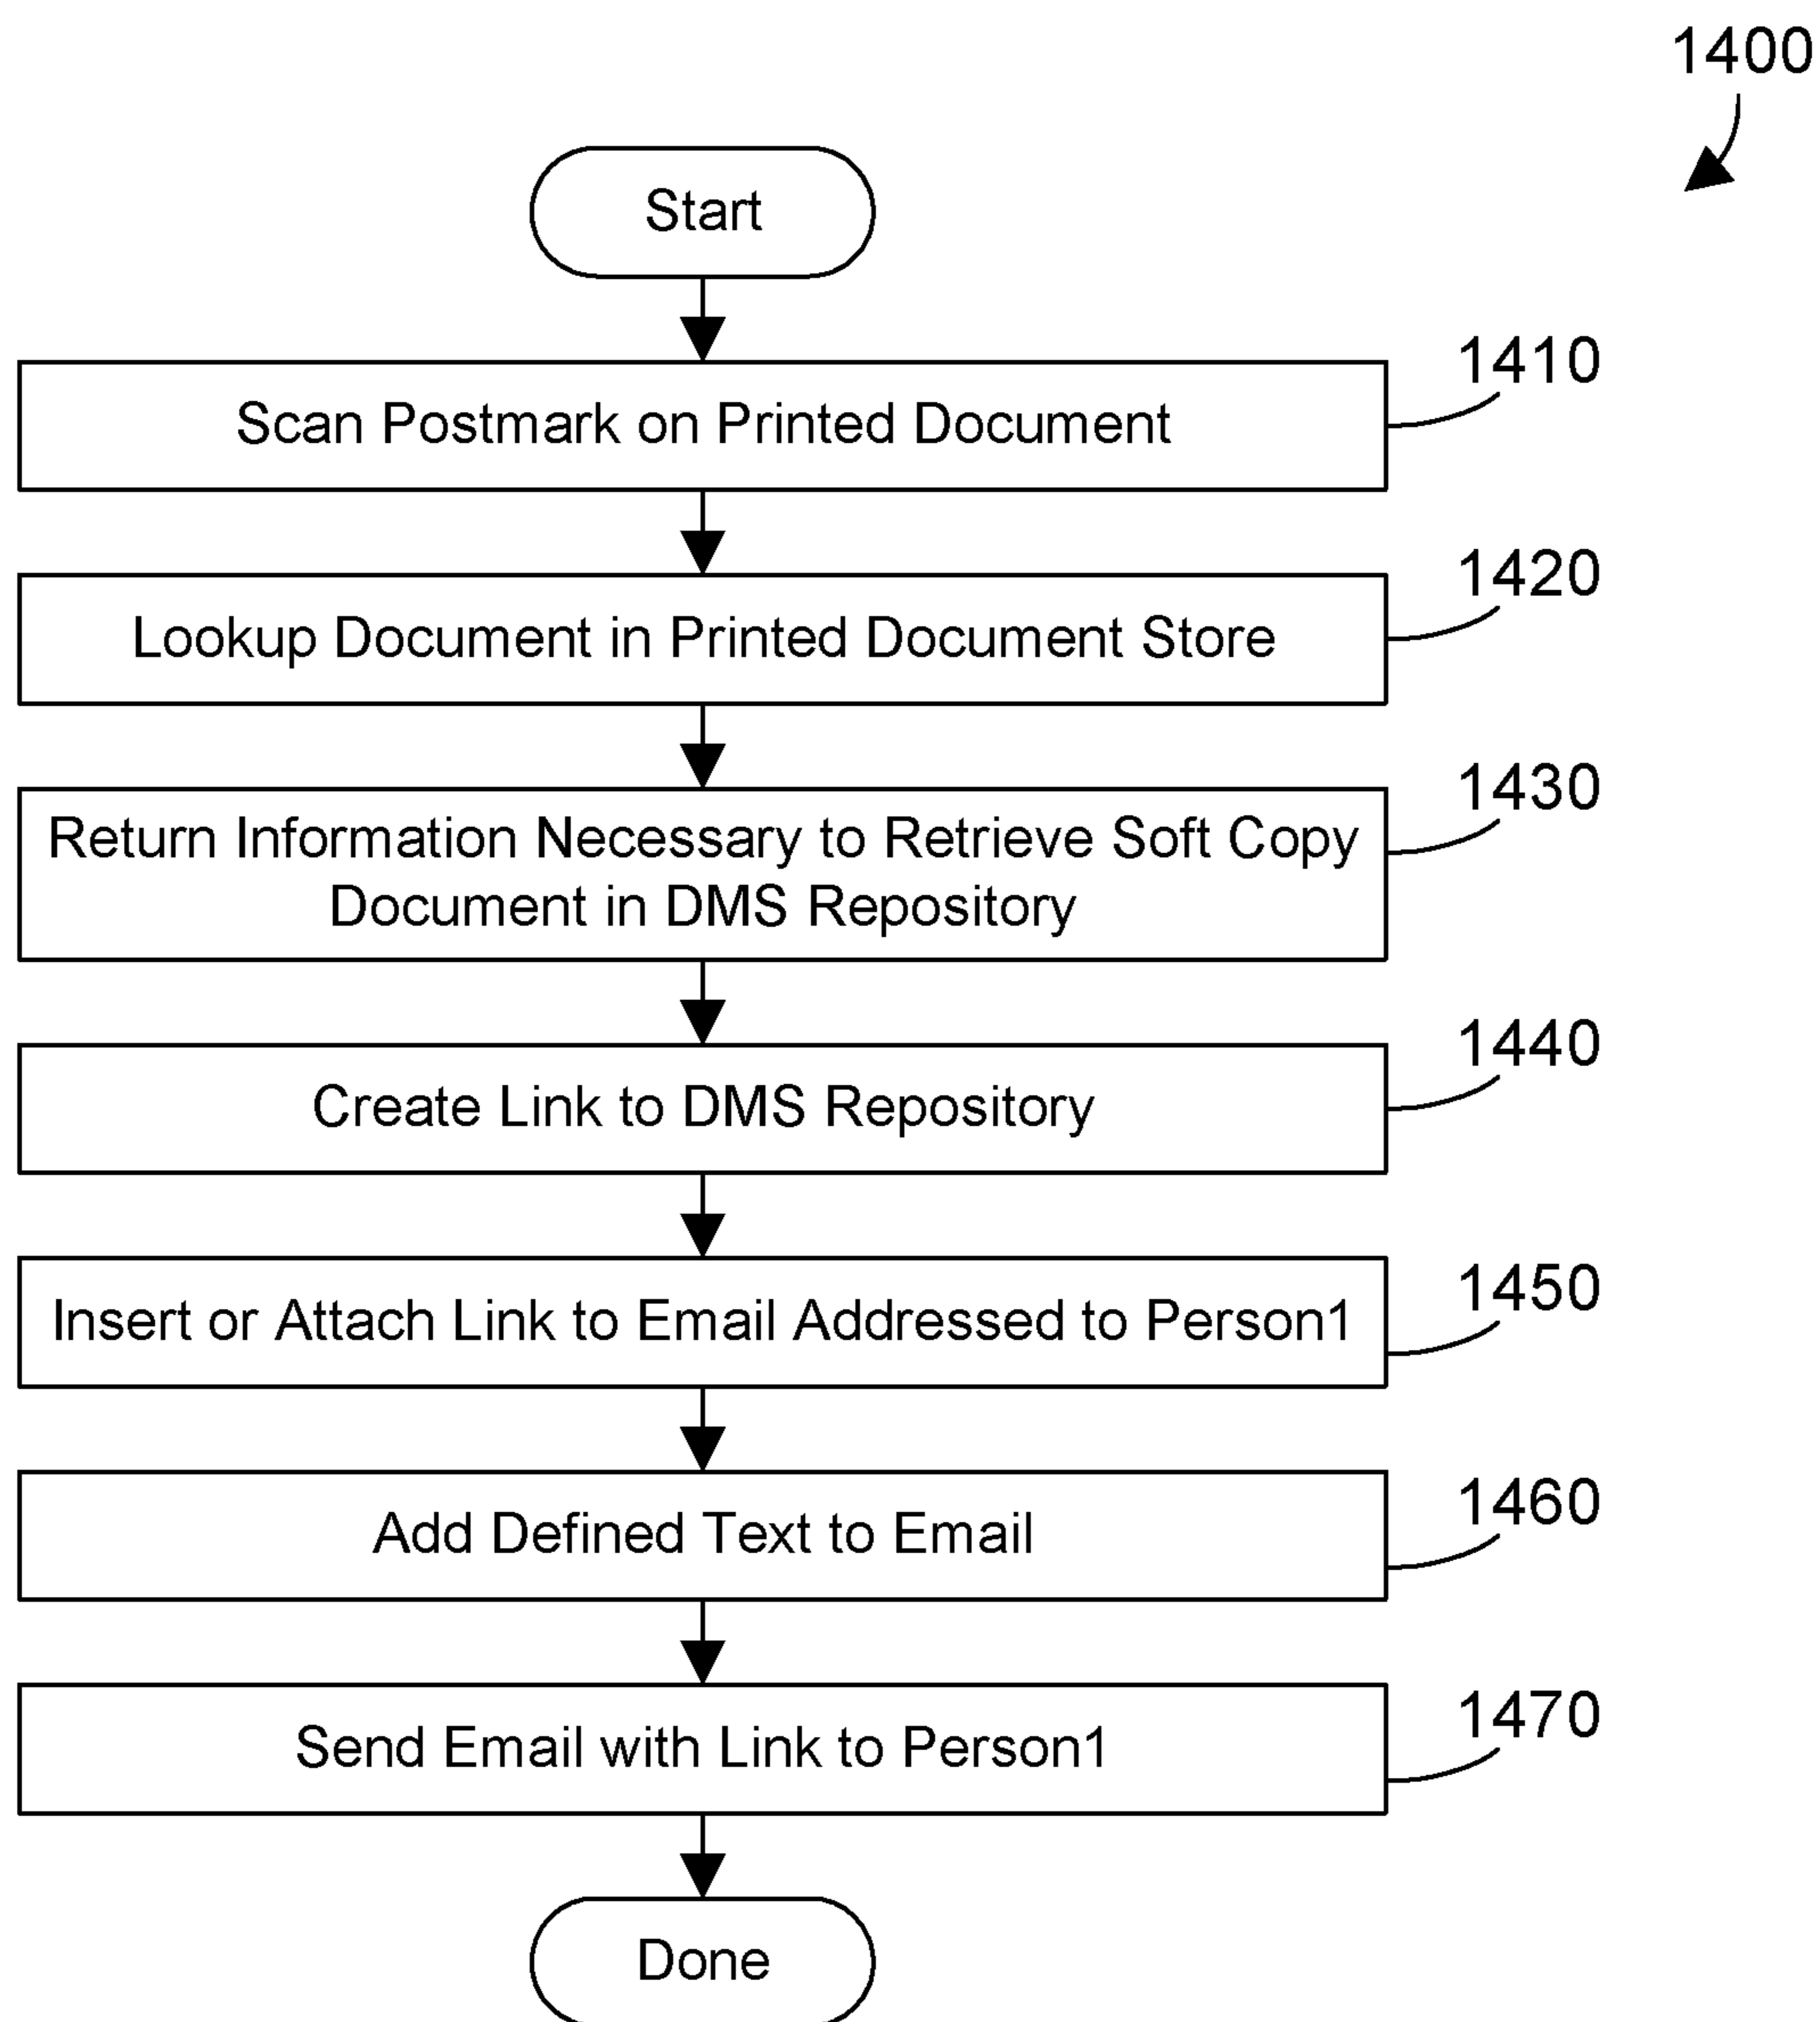 1400
Start
1410
Scan Postmark on Printed Document
1420
Lookup Document in Printed Document Store
1430
Return Information Necessary to Retrieve Soft Copy
Document in DMS Repository
1440
Create Link to DMS Repository
1450
Insert or Attach Link to Email Addressed to Person1
1460
Add Defined Text to Email
1470
Send Email with Link to Person1
Done